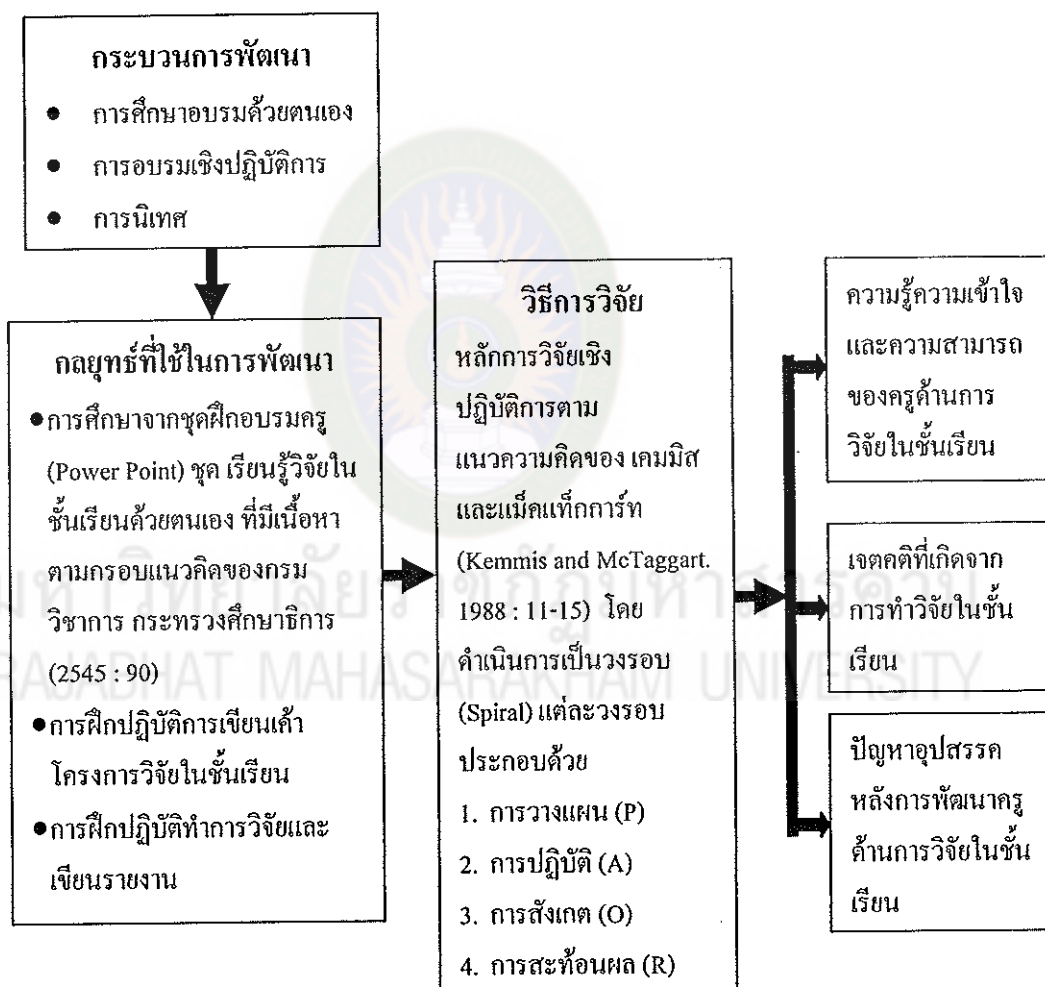 กระบวนการพัฒนา
● การศึกษาอบรมด้วยตนเอง
● การอบรมเชิงปฏิบัติการ
● การนิเทศ
กลยุทธ์ที่ใช้ในการพัฒนา
●การศึกษาจากชุดฝึกอบรมครู
(Power Point) ชุด เรียนรู้วิจัยใน
ชั้นเรียนด้วยตนเอง ที่มีเนื้อหา
ตามกรอบแนวคิดของกรม
วิชาการ กระทรวงศึกษาธิการ
(2545 : 90)
●การฝึกปฏิบัติการเขียนเค้า
โครงการวิจัยในชั้นเรียน
●การฝึกปฏิบัติทำการวิจัยและ
เขียนรายงาน
วิธีการวิจัย
หลักการวิจัยเชิง
ปฏิบัติการตาม
แนวความคิดของ เคมมิส
และแม็คแท็กการ์ท
(Kemmis and McTaggart.
1988 : 11-15) โดย
ดำเนินการเป็นวงรอบ
(Spiral) แต่ละวงรอบ
ประกอบด้วย
1. การวางแผน (P)
2. การปฏิบัติ (A)
3. การสังเกต (O)
4. การสะท้อนผล (R)
ความรู้ความเข้าใจ
และความสามารถ
ของครูด้านการ
วิจัยในชั้นเรียน
เจตคติที่เกิดจาก
การทำวิจัยในชั้น
เรียน
ปัญหาอุปสรรค
หลังการพัฒนาครู
ด้านการวิจัยในชั้น
เรียน
มหาวิทยาลัยราชภัฏมหาสารคาม
RAJABHAT MAHASARAKHAM UNIVERSITY